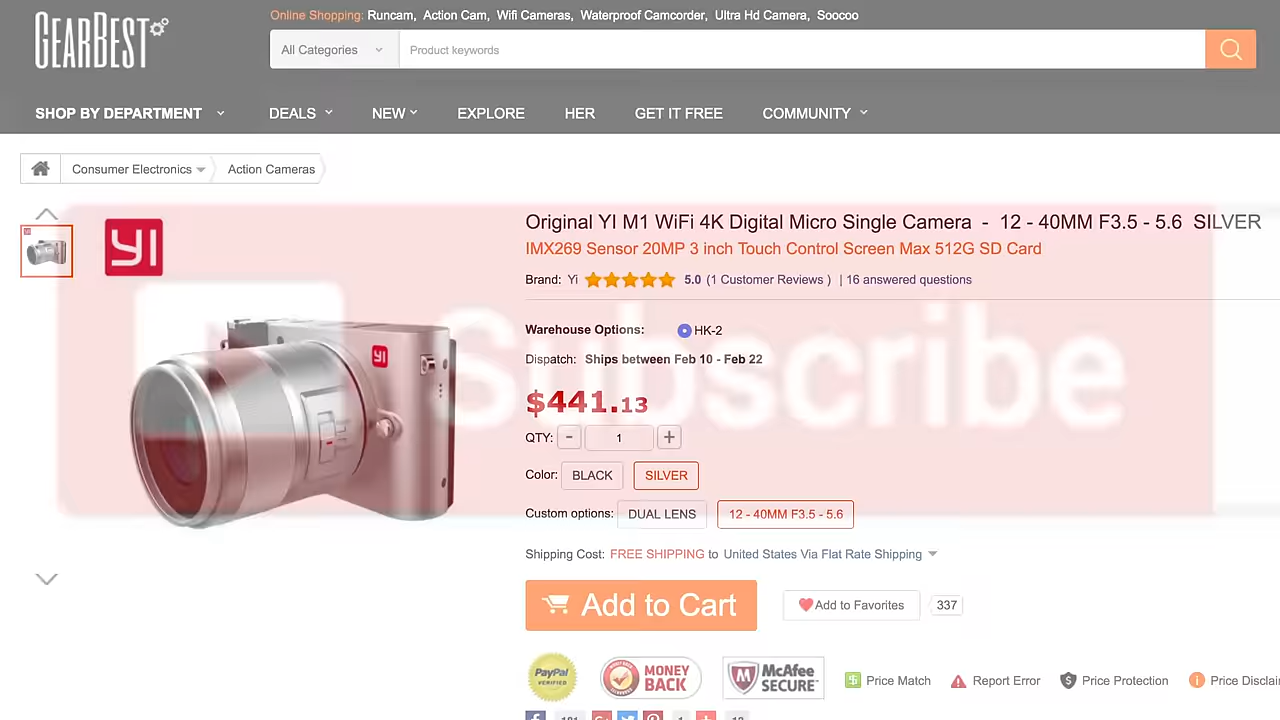 GEARBEST
Online Shopping: Runcam, Action Cam, Wifi Cameras, Waterproof Camcorder, Ultra Hd Camera, Soocoo
All Categories
Product keywords
SHOP BY DEPARTMENT DEALS NEW EXPLORE HER GET IT FREE COMMUNITY
Consumer Electronics Action Cameras
YI
Original YI M1 WiFi 4K Digital Micro Single Camera - 12 - 40MM F3.5 - 5.6 SILVER
IMX269 Sensor 20MP 3 inch Touch Control Screen Max 512G SD Card
Brand: Yi 5.0 (1 Customer Reviews ) | 16 answered questions
Subscribe
Warehouse Options: HK-2
YI
Dispatch: Ships between Feb 10 - Feb 22
$441.13
QTY: - 1 +
Color: BLACK SILVER
Custom options: DUAL LENS 12 - 40MM F3.5 - 5.6
Shipping Cost: FREE SHIPPING to United States Via Flat Rate Shipping
Add to Cart
Add to Favorites 337
PayPal VERIFIED
MONEY BACK
McAfee SECURE
Price Match Report Error Price Protection Price